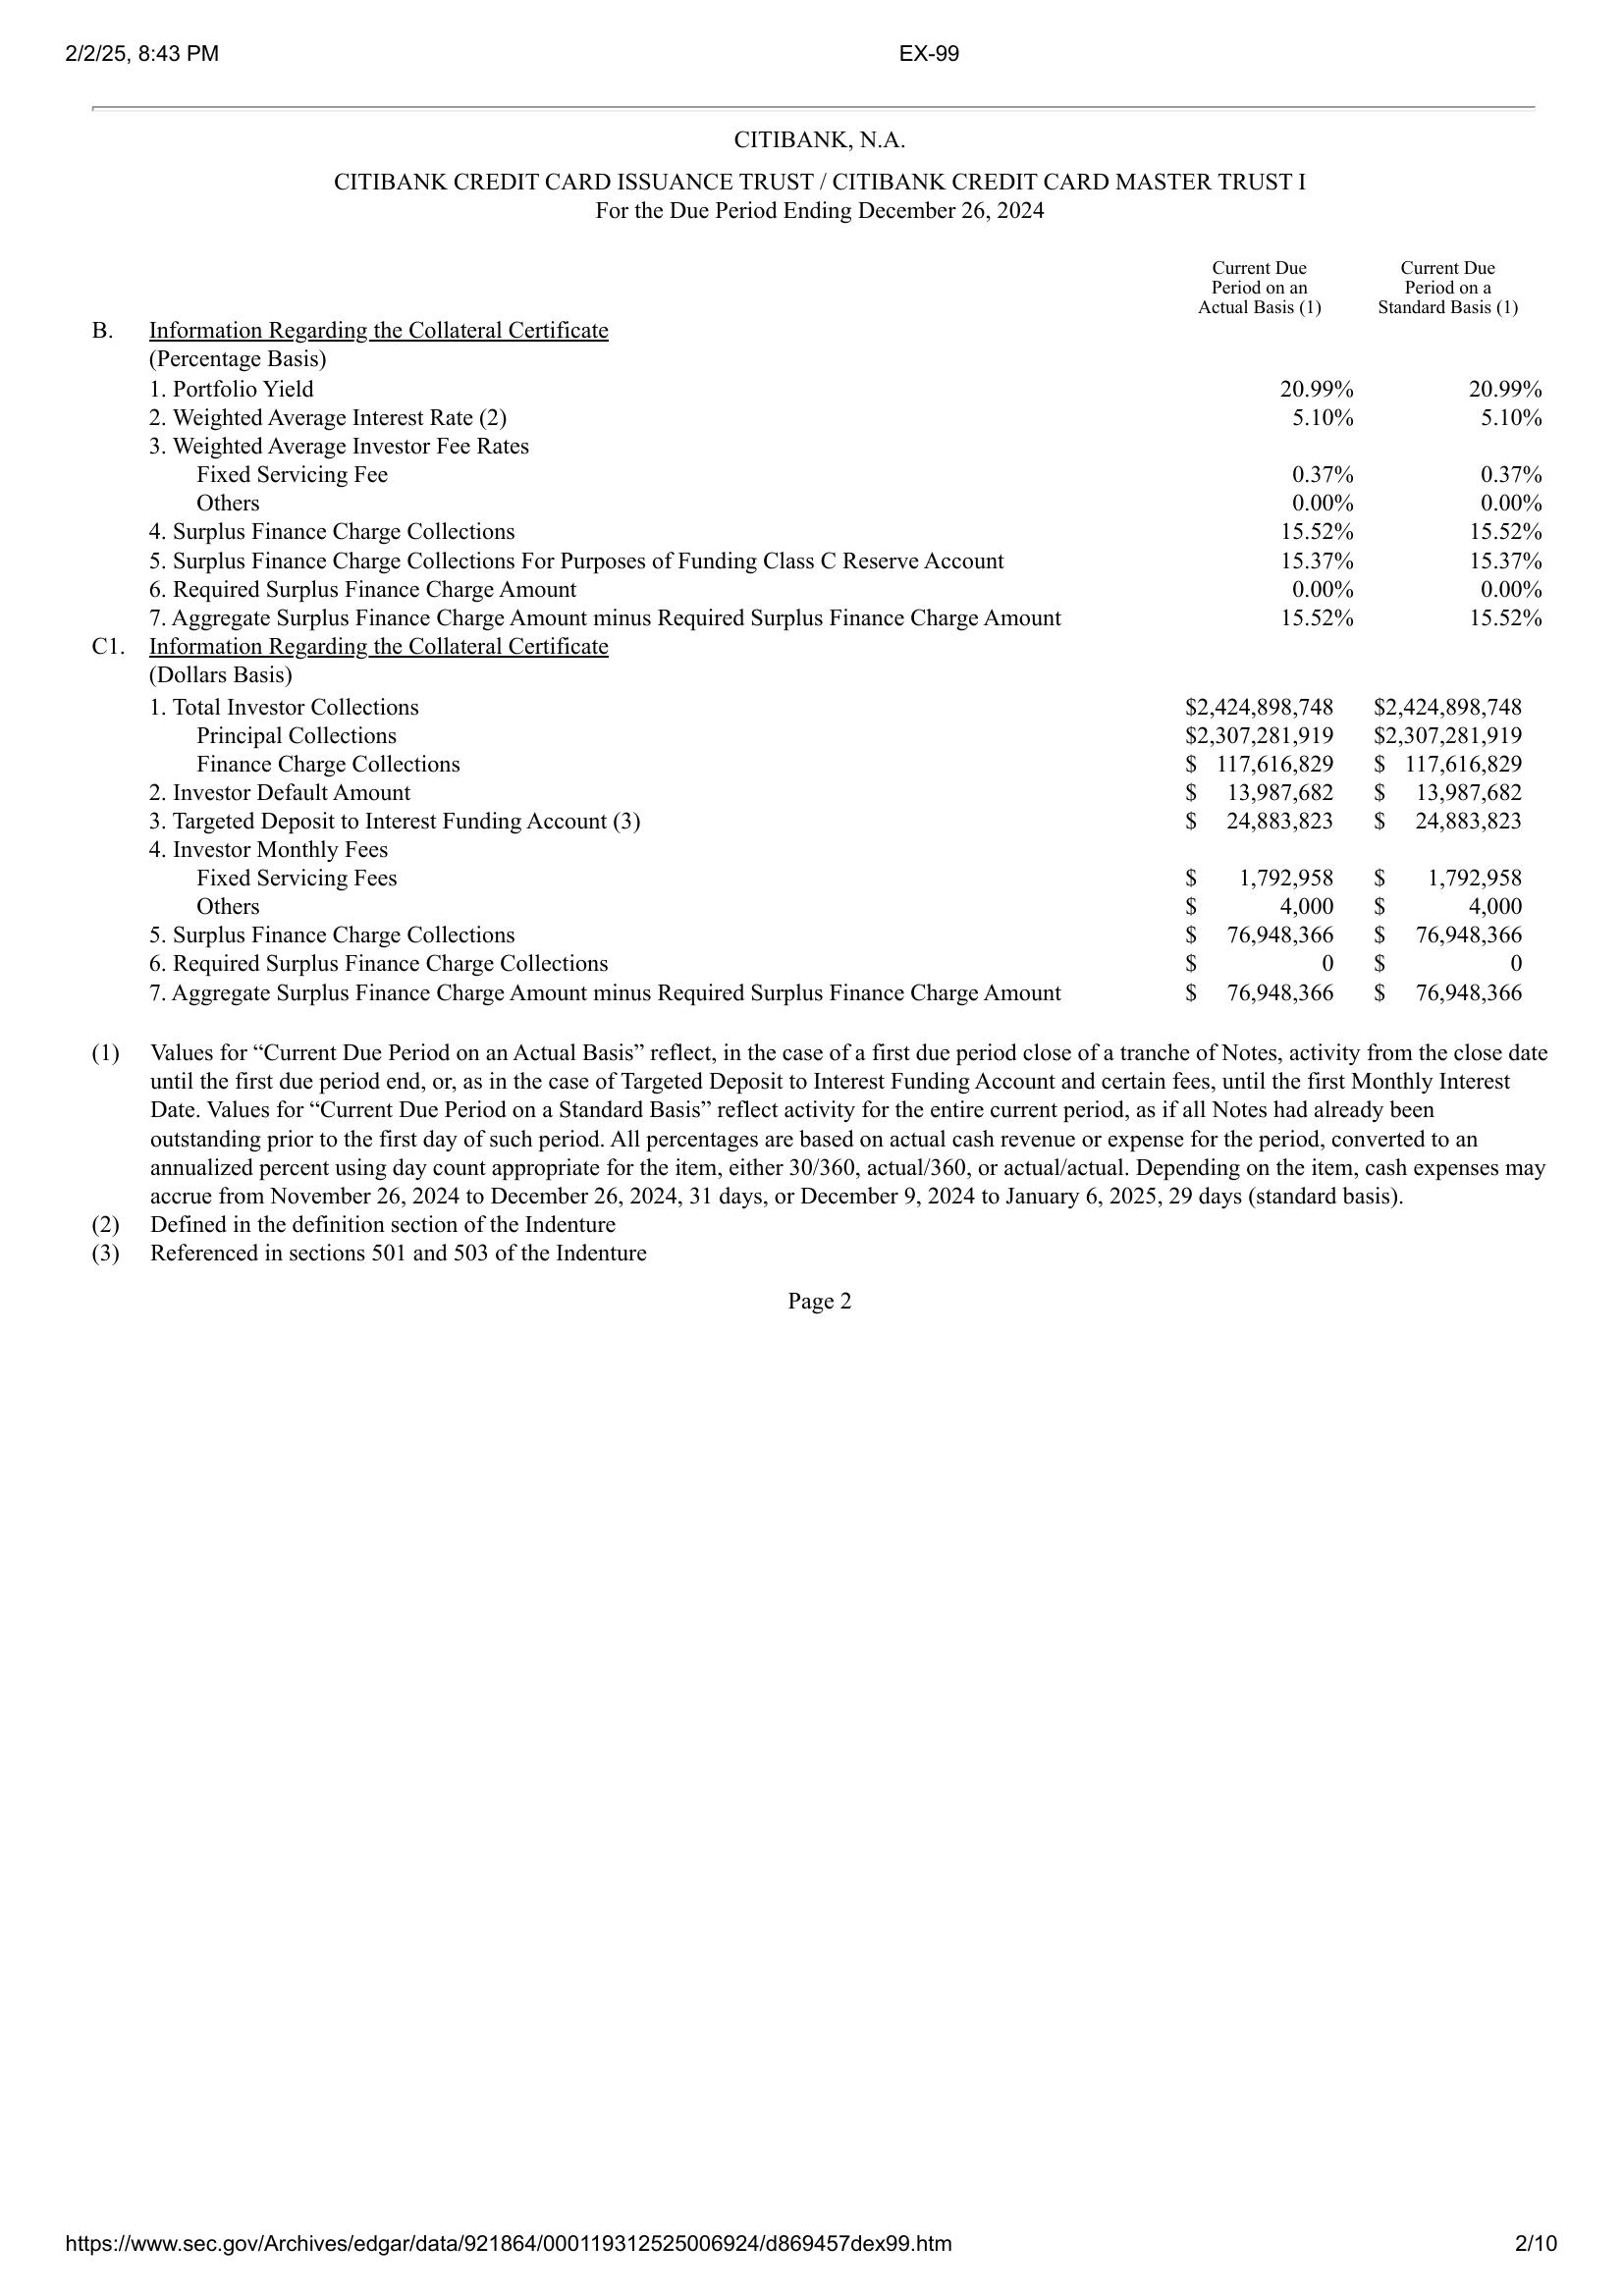 2/2/25, 8:43 PM EX-99
CITIBANK, N.A.
CITIBANK CREDIT CARD ISSUANCE TRUST / CITIBANK CREDIT CARD MASTER TRUST I
For the Due Period Ending December 26, 2024
Current Due Current Due
Period on an Period on a
Actual Basis (1) Standard Basis (1)
B. Information Regarding the Collateral Certificate
(Percentage Basis)
1. Portfolio Yield 20.99% 20.99%
2. Weighted Average Interest Rate (2) 5.10% 5.10%
3. Weighted Average Investor Fee Rates
Fixed Servicing Fee 0.37% 0.37%
Others 0.00% 0.00%
4. Surplus Finance Charge Collections 15.52% 15.52%
5. Surplus Finance Charge Collections For Purposes of Funding Class C Reserve Account 15.37% 15.37%
6. Required Surplus Finance Charge Amount 0.00% 0.00%
7. Aggregate Surplus Finance Charge Amount minus Required Surplus Finance Charge Amount 15.52% 15.52%
C1. Information Regarding the Collateral Certificate
(Dollars Basis)
1. Total Investor Collections $2,424,898,748 $2,424,898,748
Principal Collections $2,307,281,919 $2,307,281,919
Finance Charge Collections $ 117,616,829 $ 117,616,829
2. Investor Default Amount $ 13,987,682 $ 13,987,682
3. Targeted Deposit to Interest Funding Account (3) $ 24,883,823 $ 24,883,823
4. Investor Monthly Fees
Fixed Servicing Fees $ 1,792,958 $ 1,792,958
Others $ 4,000 $ 4,000
5. Surplus Finance Charge Collections $ 76,948,366 $ 76,948,366
6. Required Surplus Finance Charge Collections $ 0 $ 0
7. Aggregate Surplus Finance Charge Amount minus Required Surplus Finance Charge Amount $ 76,948,366 $ 76,948,366
(1) Values for “Current Due Period on an Actual Basis” reflect, in the case of a first due period close of a tranche of Notes, activity from the close date
until the first due period end, or, as in the case of Targeted Deposit to Interest Funding Account and certain fees, until the first Monthly Interest
Date. Values for “Current Due Period on a Standard Basis” reflect activity for the entire current period, as if all Notes had already been
outstanding prior to the first day of such period. All percentages are based on actual cash revenue or expense for the period, converted to an
annualized percent using day count appropriate for the item, either 30/360, actual/360, or actual/actual. Depending on the item, cash expenses may
accrue from November 26, 2024 to December 26, 2024, 31 days, or December 9, 2024 to January 6, 2025, 29 days (standard basis).
(2) Defined in the definition section of the Indenture
(3) Referenced in sections 501 and 503 of the Indenture
Page 2
https://www.sec.gov/Archives/edgar/data/921864/000119312525006924/d869457dex99.htm 2/10